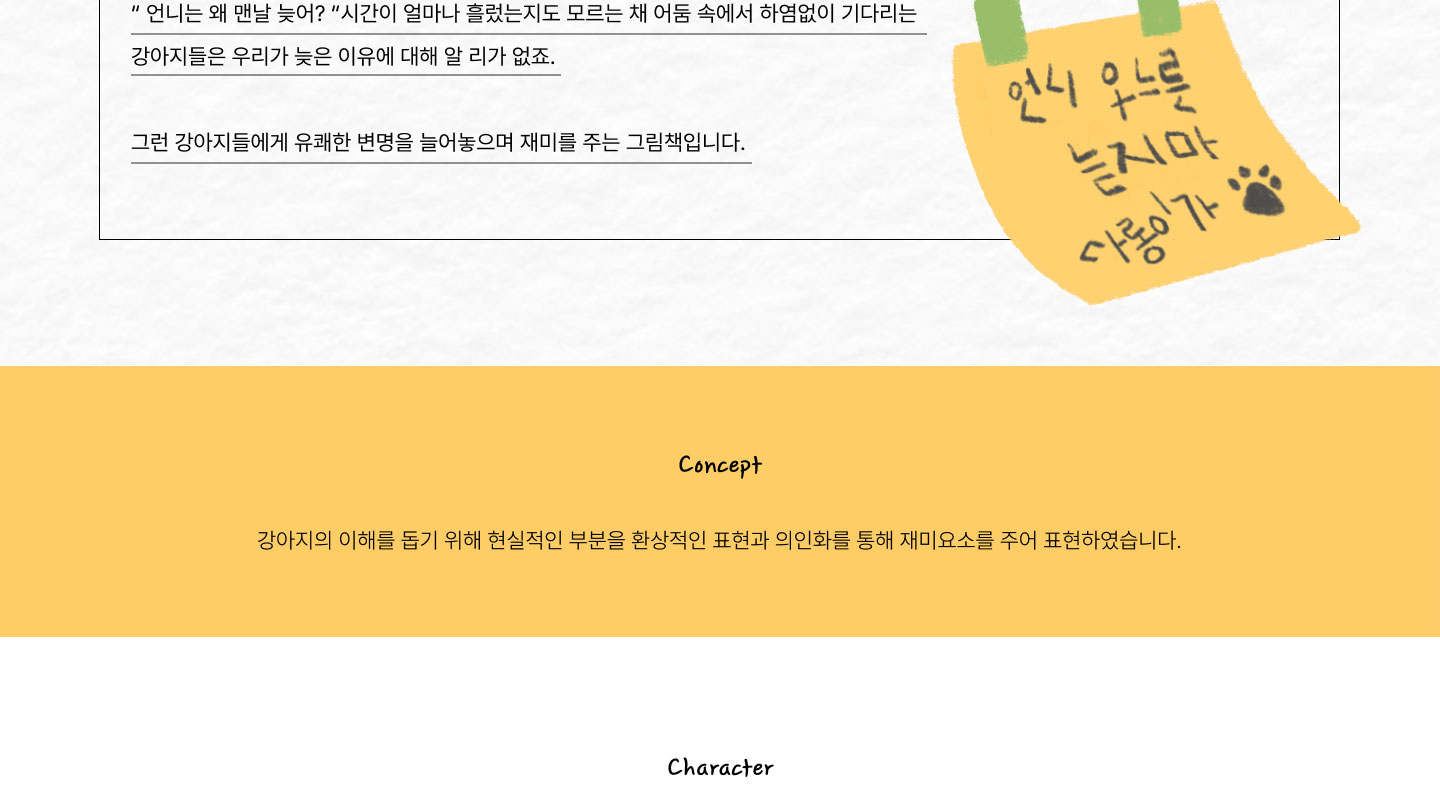 “ 언니는 왜 맨날 늦어? ”시간이 얼마나 흘렀는지도 모르는 채 어둠 속에서 하염없이 기다리는
강아지들은 우리가 늦은 이유에 대해 알 리가 없죠.
그런 강아지들에게 유쾌한 변명을 늘어놓으며 재미를 주는 그림책입니다.
언니 오느릇
늗지마
다롱이가
Concept
강아지의 이해를 돕기 위해 현실적인 부분을 환상적인 표현과 의인화를 통해 재미요소를 주어 표현하였습니다.
Character